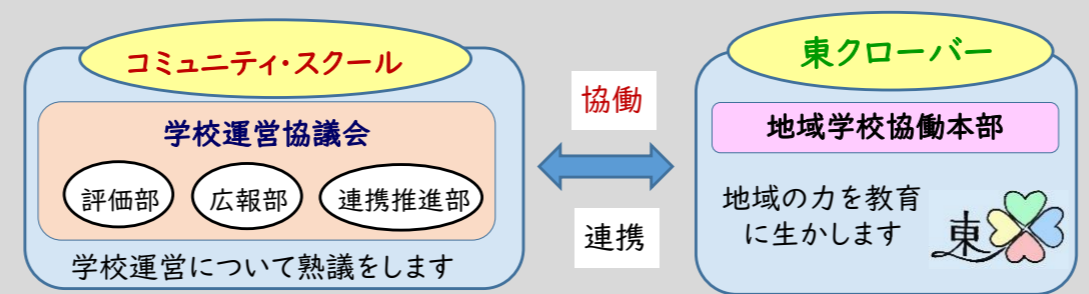 コミュニティ・スクール
学校運営協議会
評価部
広報部
連携推進部
学校運営について熟議をします
協働
連携
東クローバー
地域学校協働本部
地域の力を教育
に生かします
東